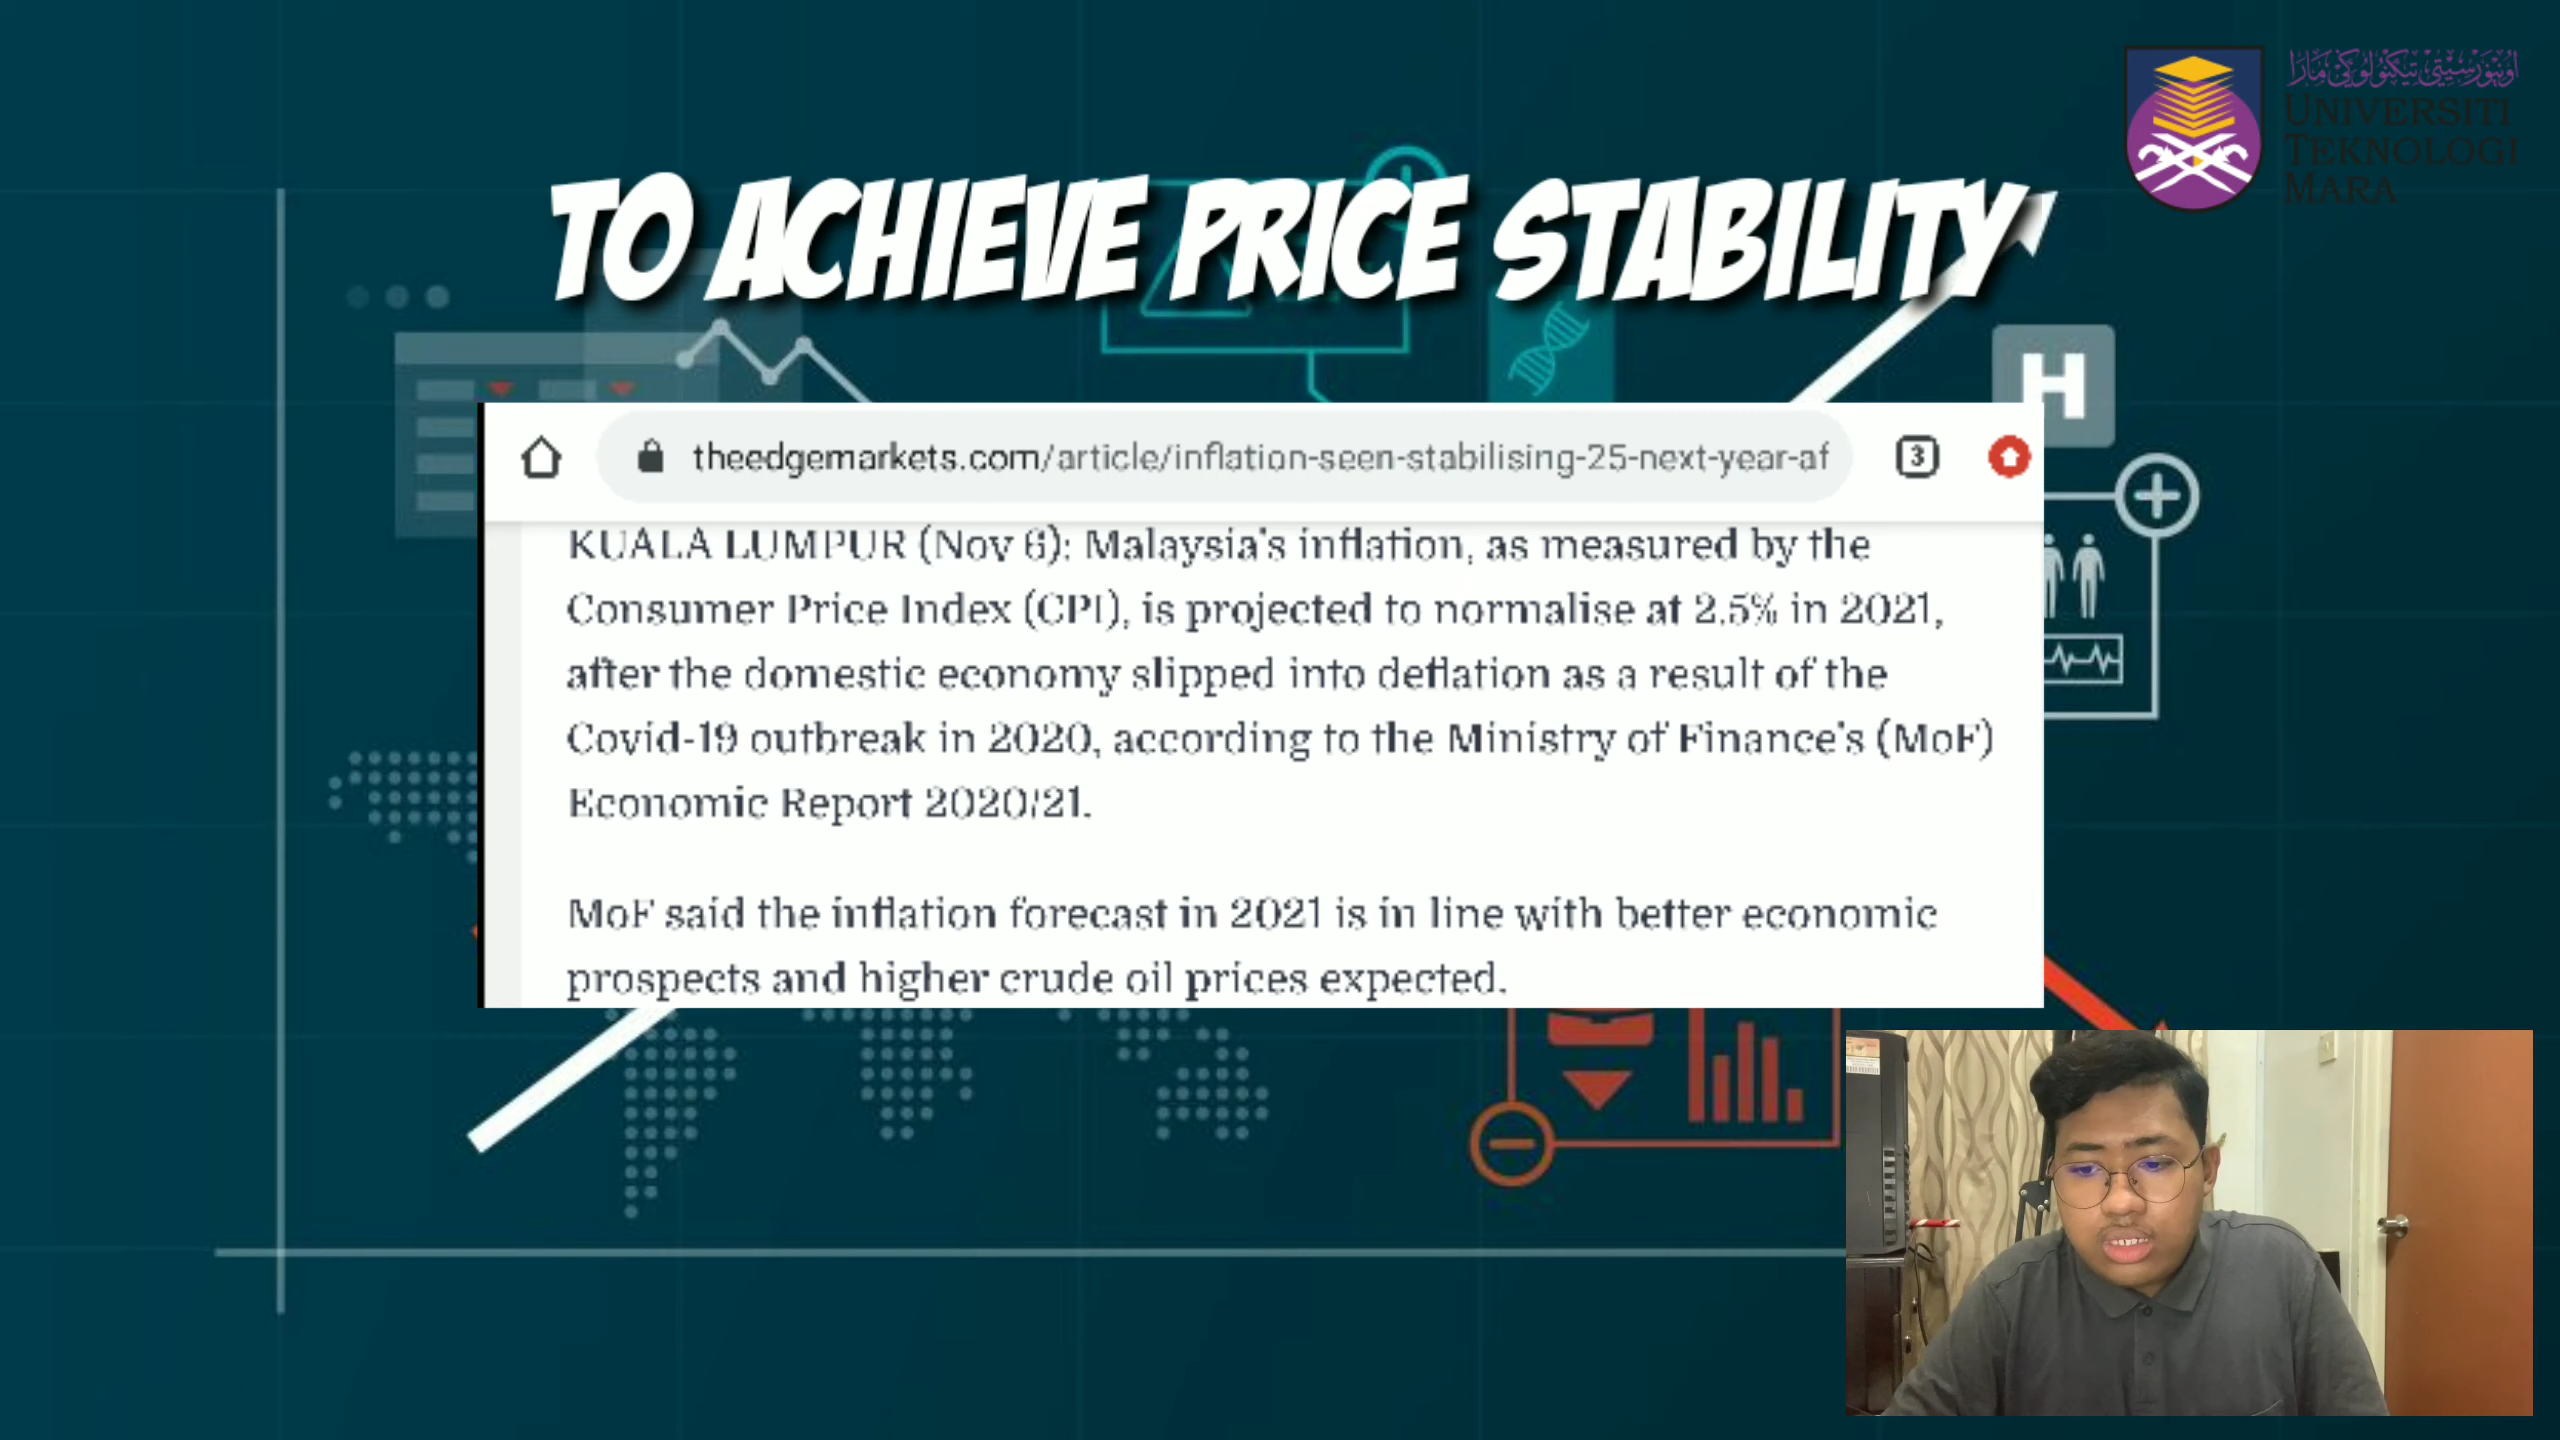 اونيۏرسيتي تيكنولوڬي مارا
UNIVERSITI
TEKNOLOGI
MARA
TO ACHIEVE PRICE STABILITY
H
theedgemarkets.com/article/inflation-seen-stabilising-25-next-year-af
3
KUALA LUMPUR (Nov 6): Malaysia's inflation, as measured by the
Consumer Price Index (CPI), is projected to normalise at 2.5% in 2021,
after the domestic economy slipped into deflation as a result of the
Covid-19 outbreak in 2020, according to the Ministry of Finance's (MoF)
Economic Report 2020/21.
MoF said the inflation forecast in 2021 is in line with better economic
prospects and higher crude oil prices expected.